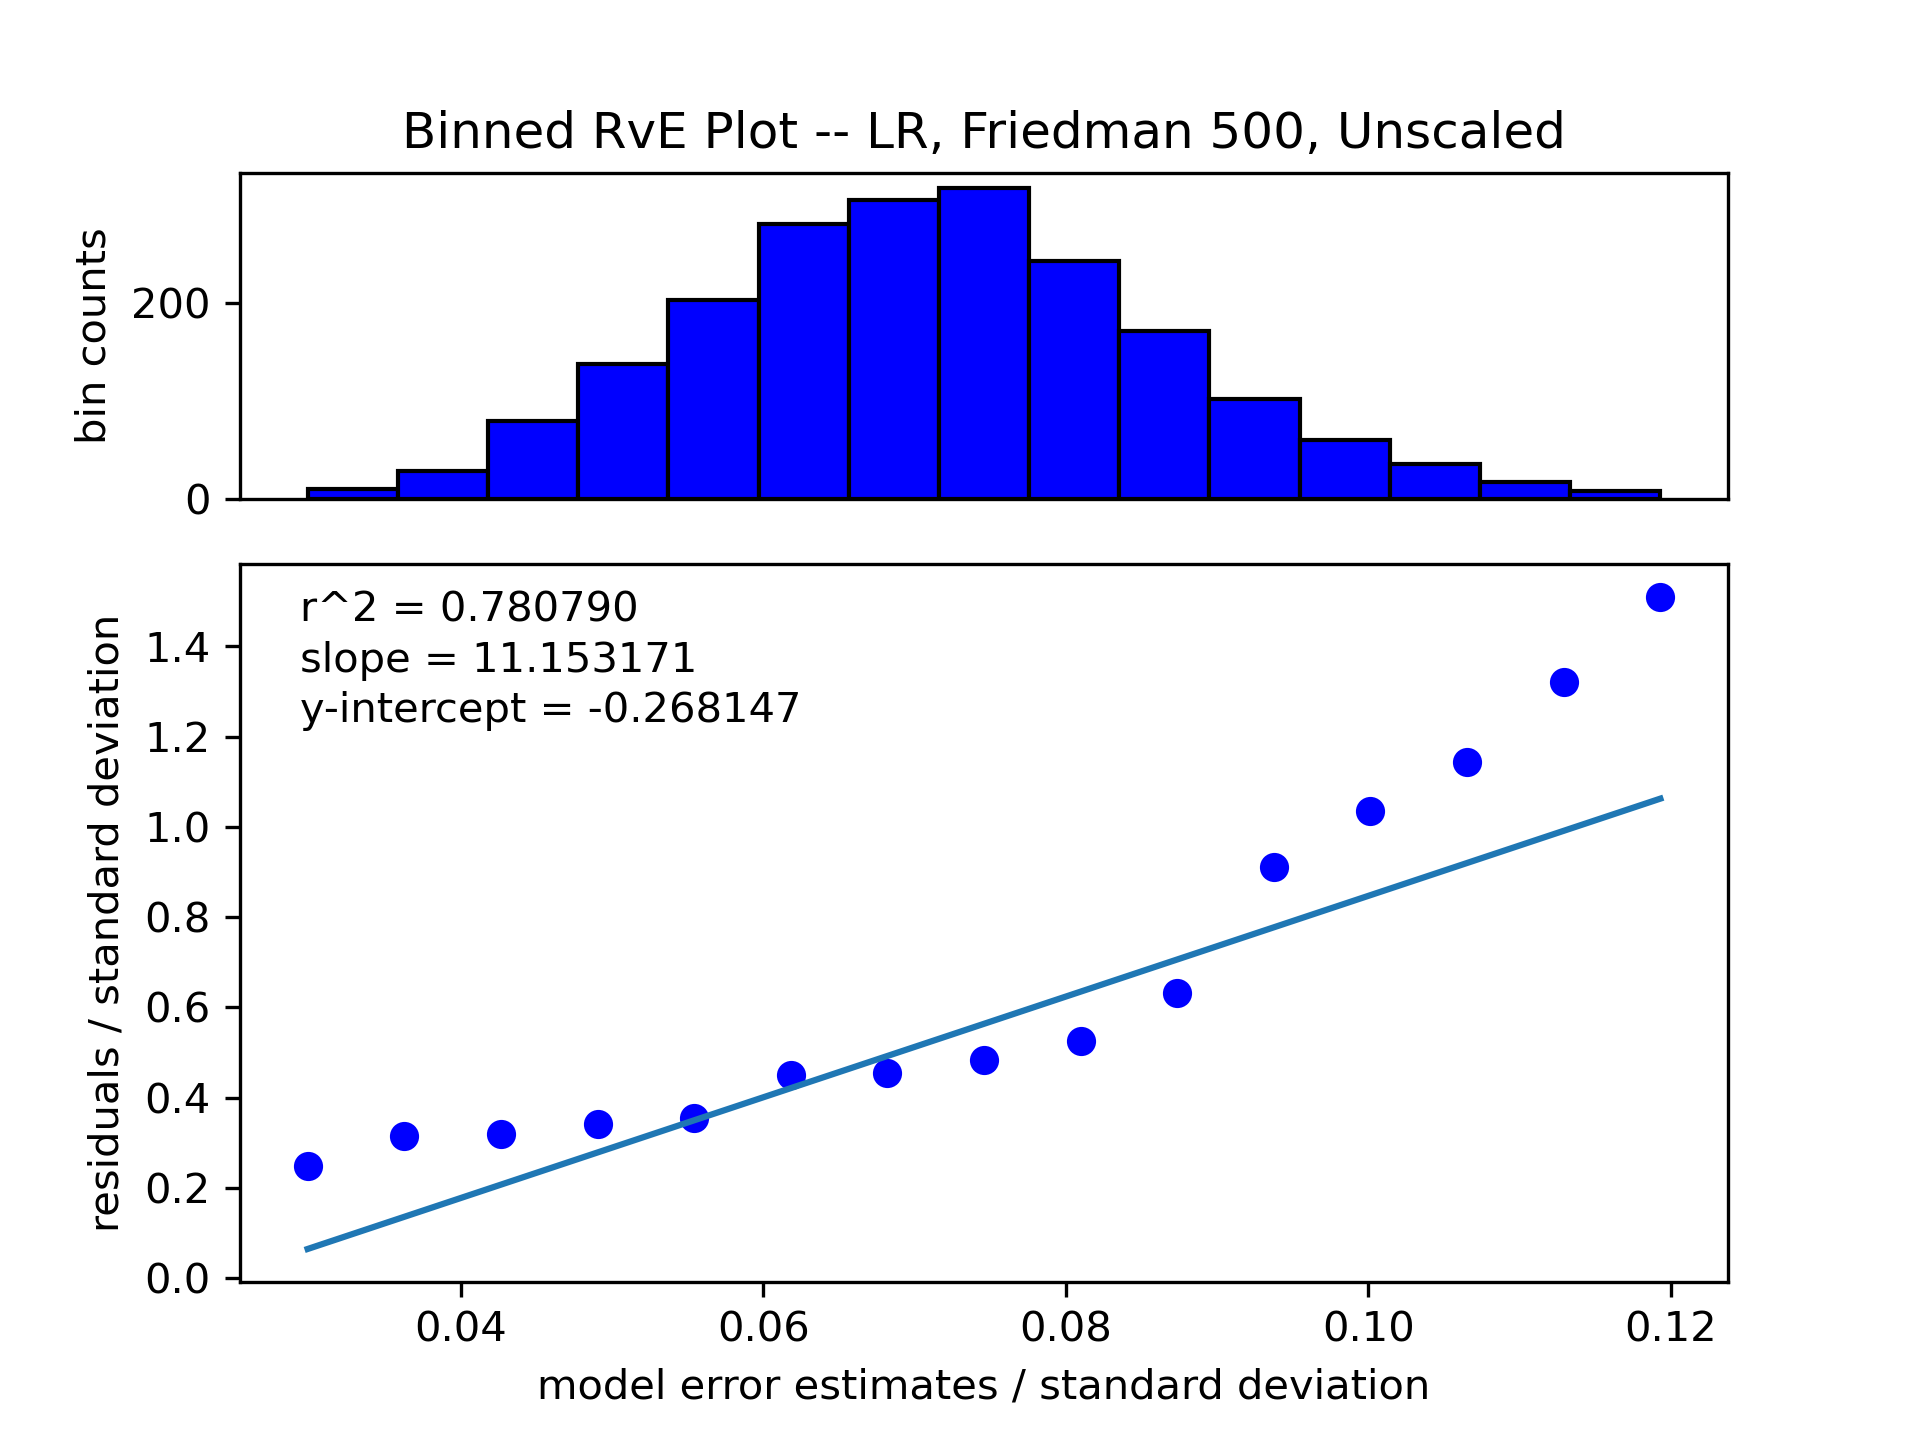 Binned RvE Plot -- LR, Friedman 500, Unscaled
bin counts
200
0
r^2 = 0.780790
slope = 11.153171
y-intercept = -0.268147
residuals / standard deviation
1.4
1.2
1.0
0.8
0.6
0.4
0.2
0.0
0.04 0.06 0.08 0.10 0.12
model error estimates / standard deviation